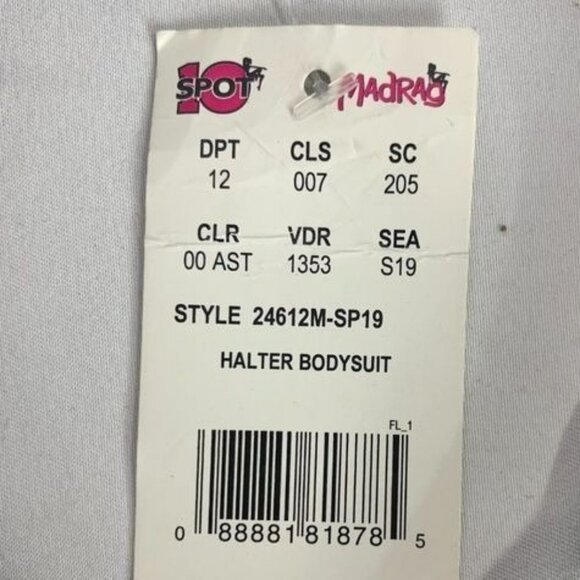 10 SPOT MADRAG
DPT CLS SC
12 007 205
CLR VDR SEA
00 AST 1353 S19
STYLE 24612M-SP19
HALTER BODYSUIT
FL_1
0 88881 81878 5